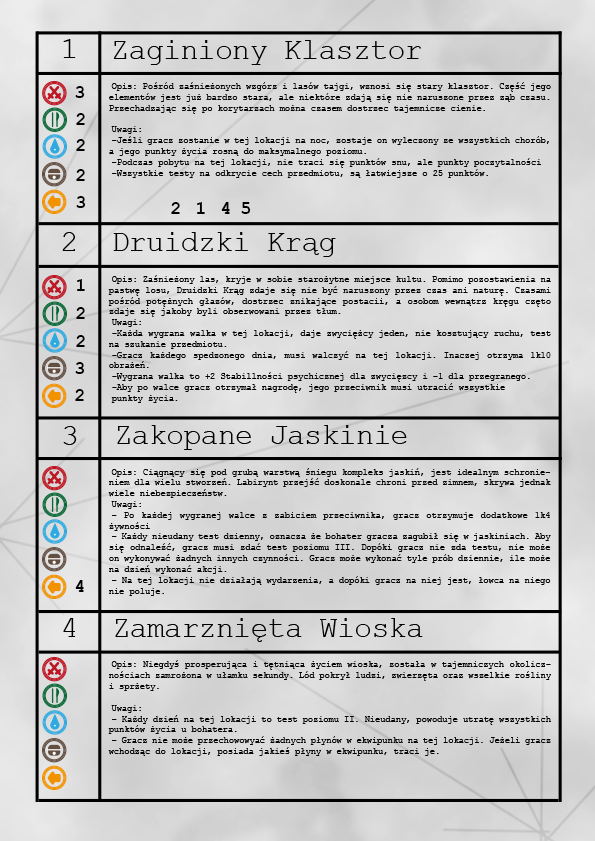 1 Zaginiony Klasztor
3
2
2
2
3
Opis: Pośród zaśnieżonych wzgórz i lasów tajgi, wznosi się stary klasztor. Część jego
elementów jest już bardzo stara, ale niektóre zdają się nie naruszone przez ząb czasu.
Przechadzając się po korytarzach można czasem dostrzec tajemnicze cienie.
Uwagi:
-Jeśli gracz zostanie w tej lokacji na noc, zostaje on wyleczony ze wszystkich chorób,
a jego punkty życia rosną do maksymalnego poziomu.
-Podczas pobytu na tej lokacji, nie traci się punktów snu, ale punkty poczytalności
-Wszystkie testy na odkrycie cech przedmiotu, są łatwiejsze o 25 punktów.
2 1 4 5
2 Druidzki Krąg
1
2
2
3
2
Opis: Zaśnieżony las, kryje w sobie starożytne miejsce kultu. Pomimo pozostawienia na
pastwę losu, Druidzki Krąg zdaje się nie być naruszony przez czas ani naturę. Czasami
pośród potężnych głazów, dostrzec znikające postacii, a osobom wewnątrz kręgu częto
zdaje się jakoby byli obserwowani przez tłum.
Uwagi:
-Każda wygrana walka w tej lokacji, daje zwycięzcy jeden, nie kosztujący ruchu, test
na szukanie przedmiotu.
-Gracz każdego spedzonego dnia, musi walczyć na tej lokacji. Inaczej otrzyma 1k10
obrażeń.
-Wygrana walka to +2 Stabillności psychicznej dla zwycięzcy i -1 dla przegranego.
-Aby po walce gracz otrzymał nagrodę, jego przeciwnik musi utracić wszystkie
punkty życia.
3 Zakopane Jaskinie
4
Opis: Ciągnący się pod grubą warstwą śniegu kompleks jaskiń, jest idealnym schronie-
niem dla wielu stworzeń. Labirynt przejść doskonale chroni przed zimnem, skrywa jednak
wiele niebezpieczeństw.
Uwagi:
- Po każdej wygranej walce z zabiciem przeciwnika, gracz otrzymuje dodatkowe 1k4
żywności
- Każdy nieudany test dzienny, oznacza że bohater gracza zagubił się w jaskiniach. Aby
się odnaleść, gracz musi zdać test poziomu III. Dopóki gracz nie zda testu, nie może
on wykonywać żadnych innych czynności. Gracz może wykonać tyle prób dziennie, ile może
na dzień wykonać akcji.
- Na tej lokacji nie działają wydarzenia, a dopóki gracz na niej jest, łowca na niego
nie poluje.
4 Zamarznięta Wioska
Opis: Niegdyś prosperująca i tętniąca życiem wioska, została w tajemniczych okolicz-
nościach zamrożona w ułamku sekundy. Lód pokrył ludzi, zwierzęta oraz wszelkie rośliny
i sprzęty.
Uwagi:
- Każdy dzień na tej lokacji to test poziomu II. Nieudany, powoduje utratę wszystkich
punktów życia u bohatera.
- Gracz nie może przechowowyać żadnych płynów w ekwipunku na tej lokacji. Jeżeli gracz
wchodząc do lokacji, posiada jakieś płyny w ekwipunku, traci je.